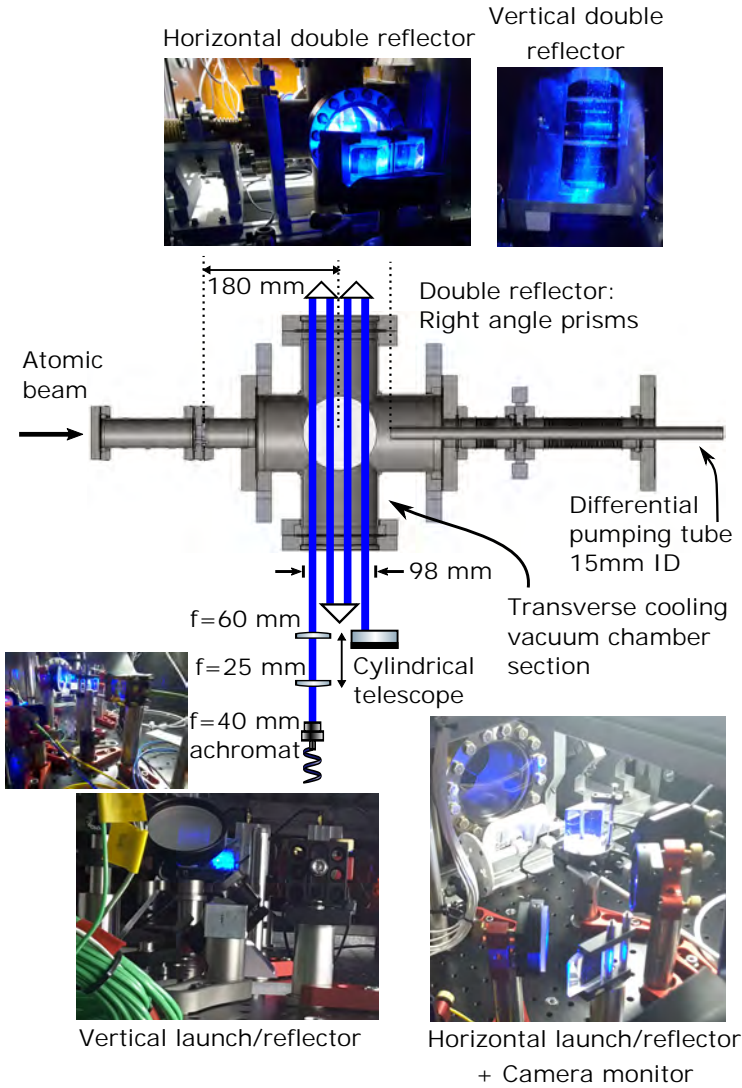 Horizontal double reflector
Vertical double
reflector
180 mm
Double reflector:
Right angle prisms
Atomic
beam
Differential
pumping tube
15mm ID
98 mm
Transverse cooling
vacuum chamber
section
f=60 mm
f=25 mm
Cylindrical
telescope
f=40 mm
achromat
Vertical launch/reflector
Horizontal launch/reflector
+ Camera monitor